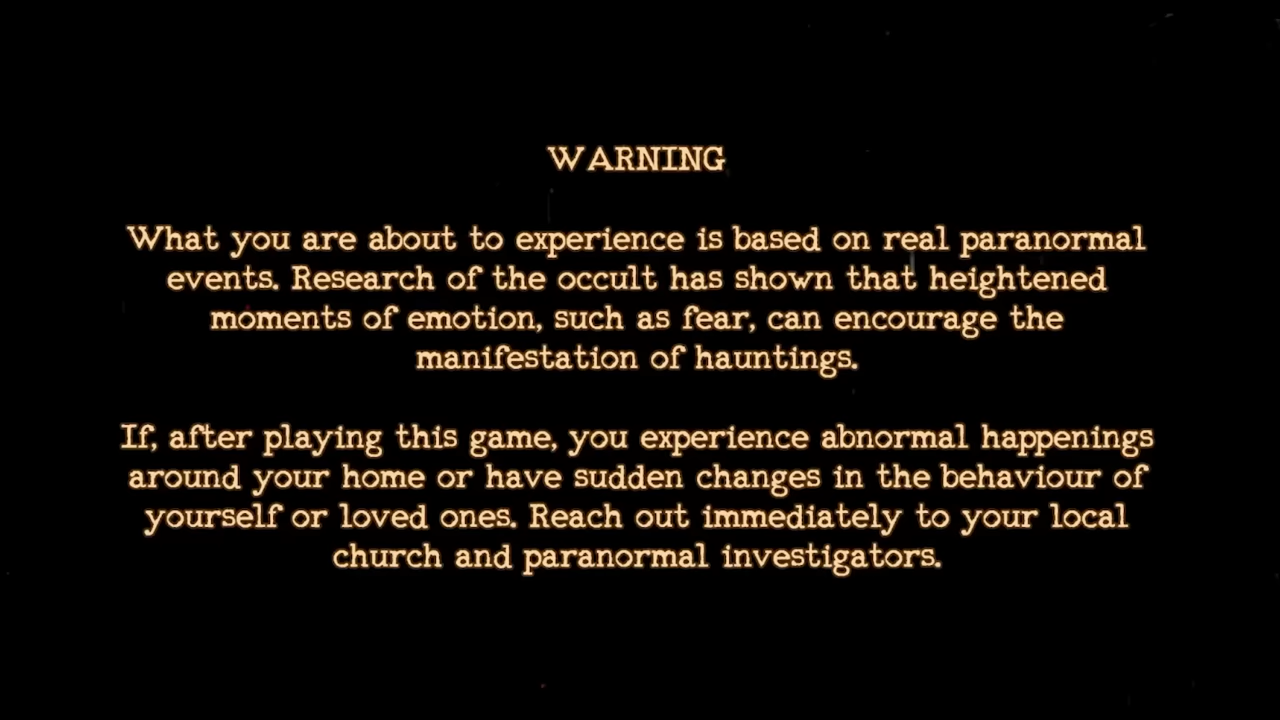 WARNING
What you are about to experience is based on real paranormal
events. Research of the occult has shown that heightened
moments of emotion, such as fear, can encourage the
manifestation of hauntings.
If, after playing this game, you experience abnormal happenings
around your home or have sudden changes in the behaviour of
yourself or loved ones. Reach out immediately to your local
church and paranormal investigators.